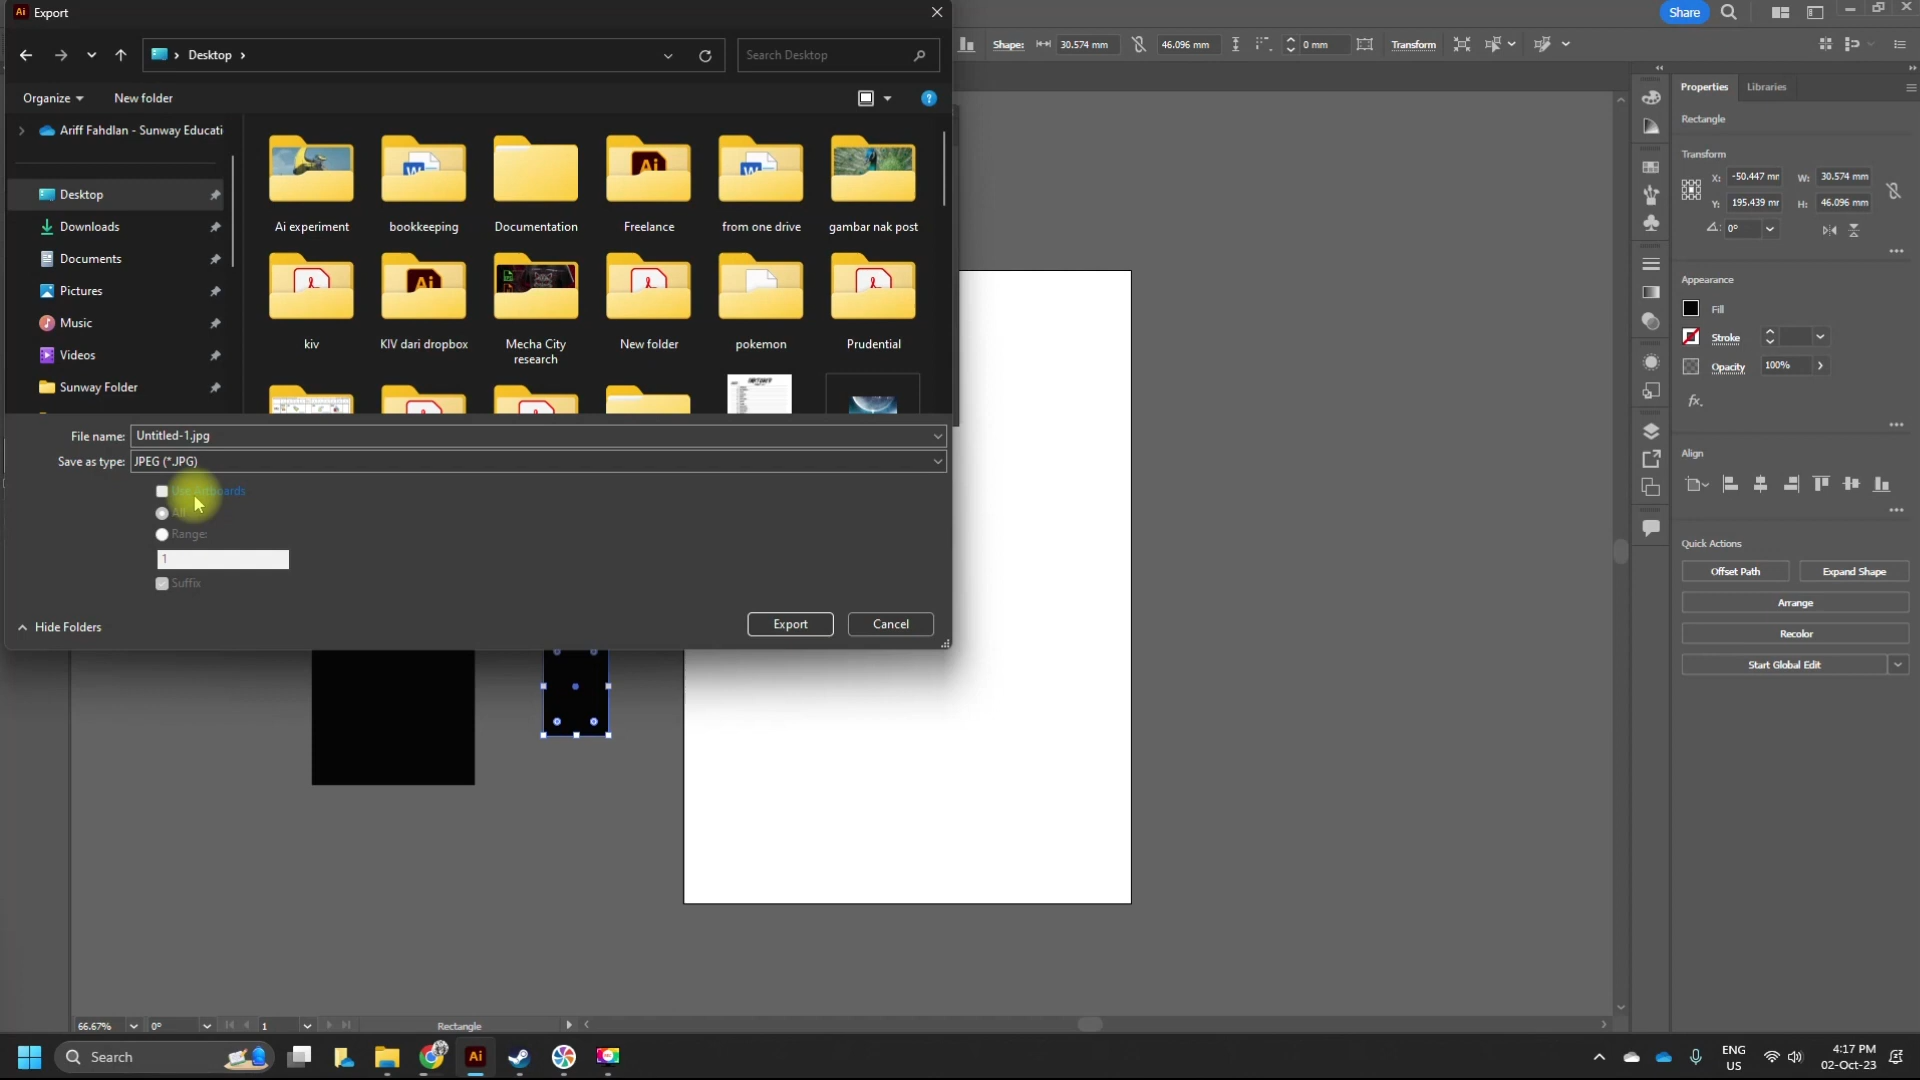 Ai Export
Share
Desktop
Search Desktop
Shape:
30.574 mm
46.096 mm
0 mm
Transform
Organize
New folder
?
Properties
Libraries
Ariff Fahdlan - Sunway Educati
Desktop
Downloads
Documents
Pictures
Music
Videos
Sunway Folder
Ai experiment
bookkeeping
Documentation
Freelance
from one drive
gambar nak post
kiv
KIV dari dropbox
Mecha City
research
New folder
pokemon
Prudential
File name:
Untitled-1.jpg
Save as type:
JPEG (*.JPG)
Use Artboards
All
Range:
1
Suffix
Hide Folders
Export
Cancel
Rectangle
Transform
X:
-50.447 mr
W:
30.574 mm
Y:
195.439 mr
H:
46.096 mm
0°
Appearance
Fill
Stroke
Opacity
100%
fx.
Align
Quick Actions
Offset Path
Expand Shape
Arrange
Recolor
Start Global Edit
66.67%
0°
1
Rectangle
Search
Ai
ENG
US
4:17 PM
02-Oct-23